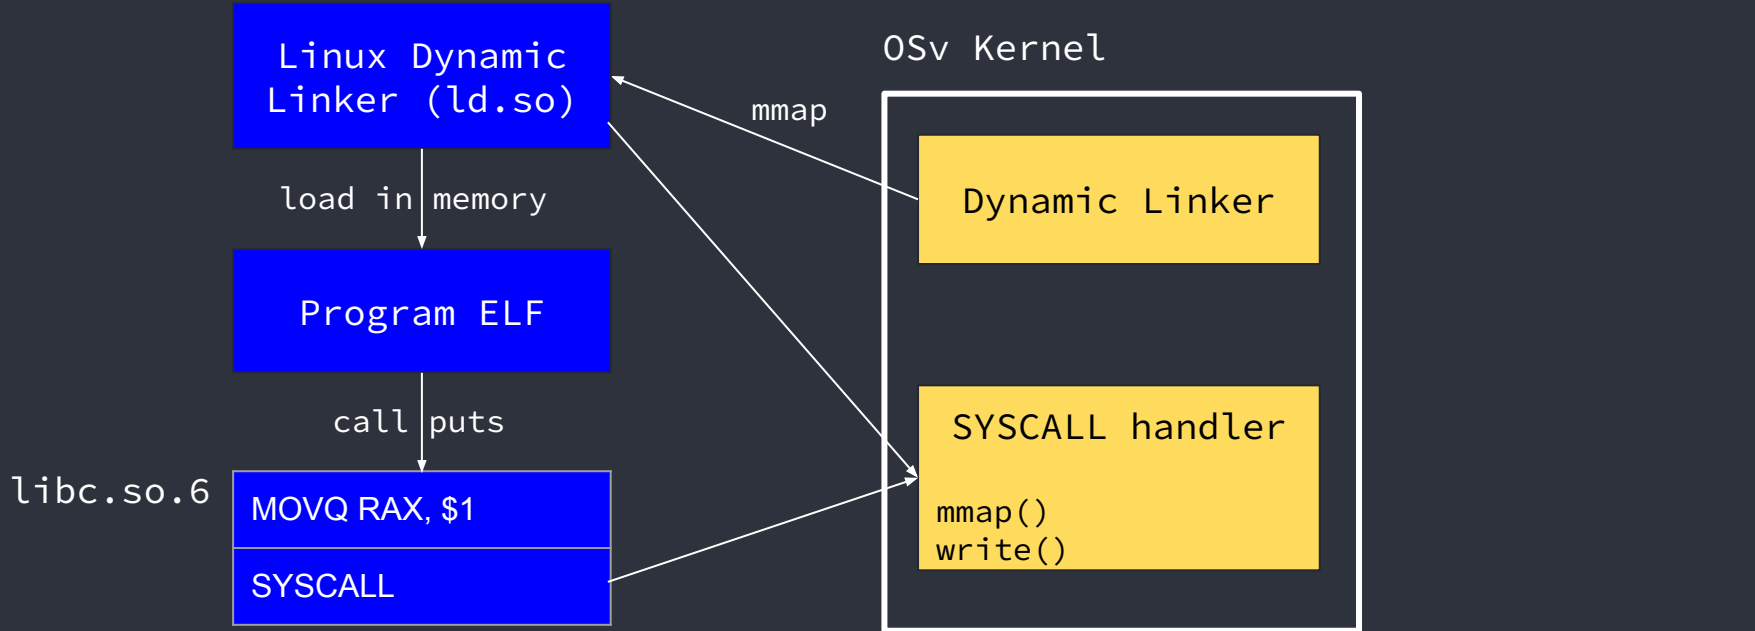 Linux Dynamic
Linker (ld.so)
OSv Kernel
mmap
Dynamic Linker
load in memory
Program ELF
call puts
SYSCALL handler
mmap()
write()
libc.so.6
MOVQ RAX, $1
SYSCALL